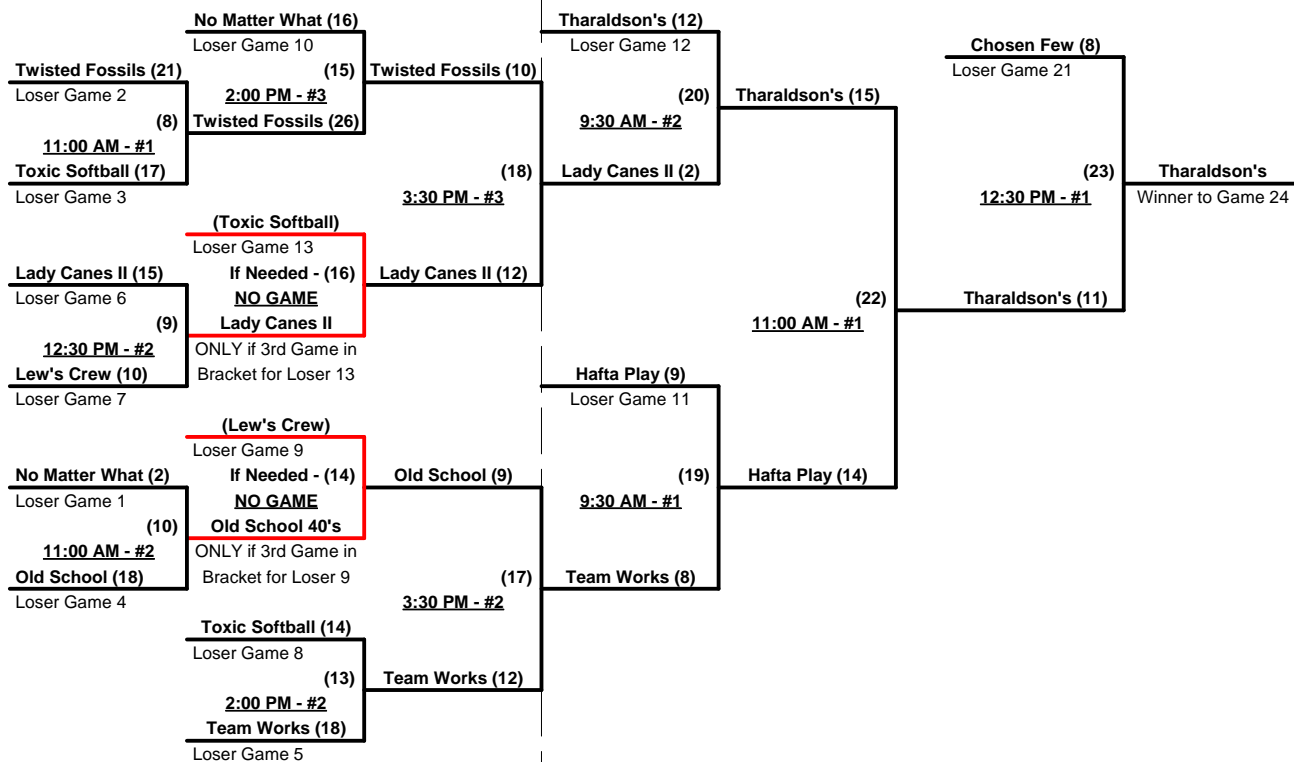 No Matter What (16)
Loser Game 10
Twisted Fossils (21)
Loser Game 2
(15)
2:00 PM - #3
Twisted Fossils (10)
(8)
11:00 AM - #1
Twisted Fossils (26)
Toxic Softball (17)
Loser Game 3
(18)
3:30 PM - #3
(Toxic Softball)
Loser Game 13
Lady Canes II (15)
Loser Game 6
If Needed - (16)
NO GAME
Lady Canes II (12)
(9)
12:30 PM - #2
Lady Canes II
ONLY if 3rd Game in
Bracket for Loser 13
Lew's Crew (10)
Loser Game 7
(Lew's Crew)
Loser Game 9
No Matter What (2)
Loser Game 1
If Needed - (14)
NO GAME
Old School (9)
(10)
11:00 AM - #2
Old School 40's
ONLY if 3rd Game in
Bracket for Loser 9
Old School (18)
Loser Game 4
(17)
3:30 PM - #2
Toxic Softball (14)
Loser Game 8
(13)
2:00 PM - #2
Team Works (12)
Team Works (18)
Loser Game 5
Tharaldson's (12)
Loser Game 12
(20)
9:30 AM - #2
Tharaldson's (15)
Lady Canes II (2)
(22)
11:00 AM - #1
Hafta Play (9)
Loser Game 11
(19)
9:30 AM - #1
Hafta Play (14)
Team Works (8)
Chosen Few (8)
Loser Game 21
(23)
12:30 PM - #1
Tharaldson's
Winner to Game 24
Tharaldson's (11)